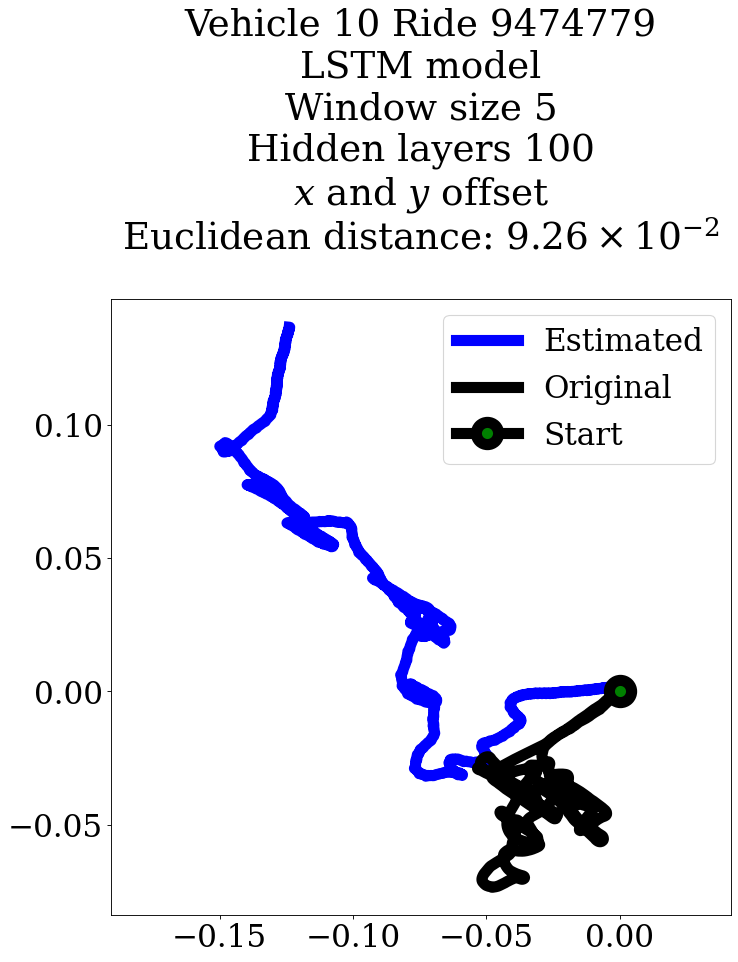 Vehicle 10 Ride 9474779
LSTM model
Window size 5
Hidden layers 100
x and y offset
Euclidean distance: 9.26 × 10⁻²
Estimated
Original
Start
0.10
0.05
0.00
−0.05
−0.15 −0.10 −0.05 0.00